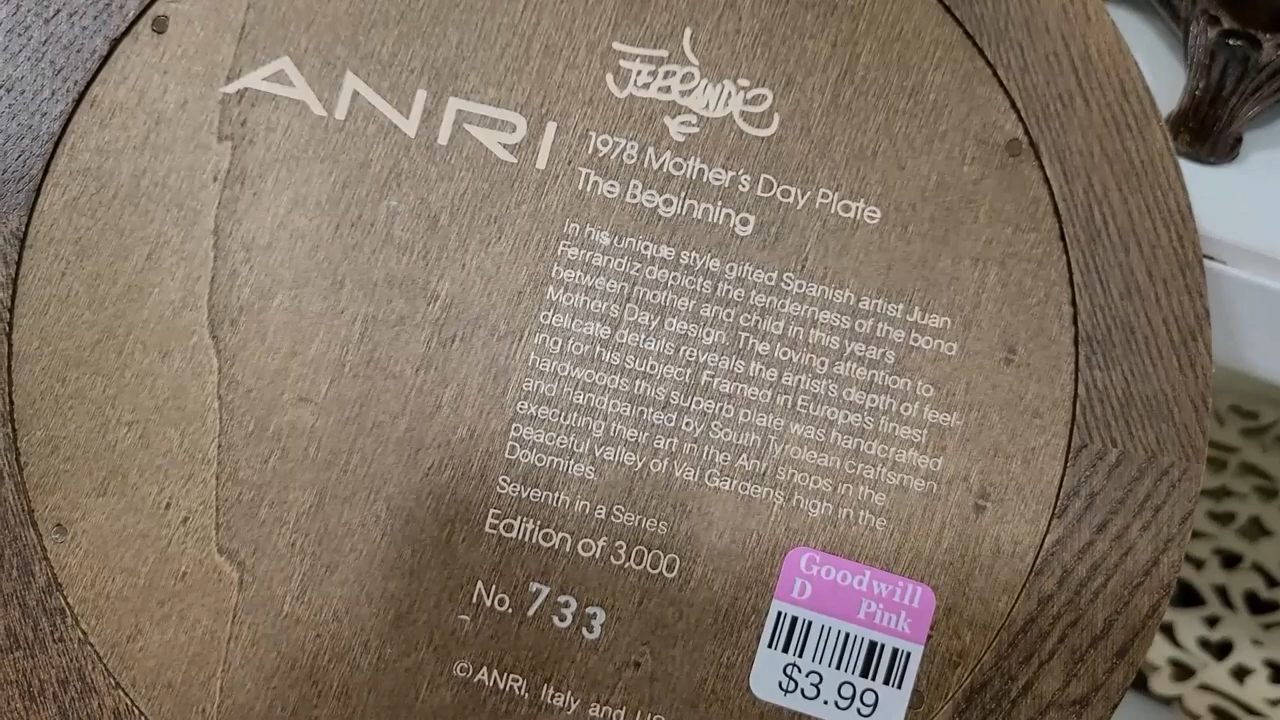 ANRI
FERRANDIZ
1978 Mother's Day Plate
The Beginning
In his unique style gifted Spanish artist Juan
Ferrandiz depicts the tenderness of the bond
between mother and child in this years
Mother's Day design. The loving attention to
delicate details reveals the artist's depth of feel-
ing for his subject. Framed in Europe's finest
hardwoods this superb plate was handcrafted
and handpainted by South Tyrolean craftsmen
executing their art in the Anri shops in the
peaceful valley of Val Gardens, high in the
Dolomites.
Seventh in a Series
Edition of 3,000
No. 733
© ANRI, Italy and
Goodwill
D Pink
$3.99